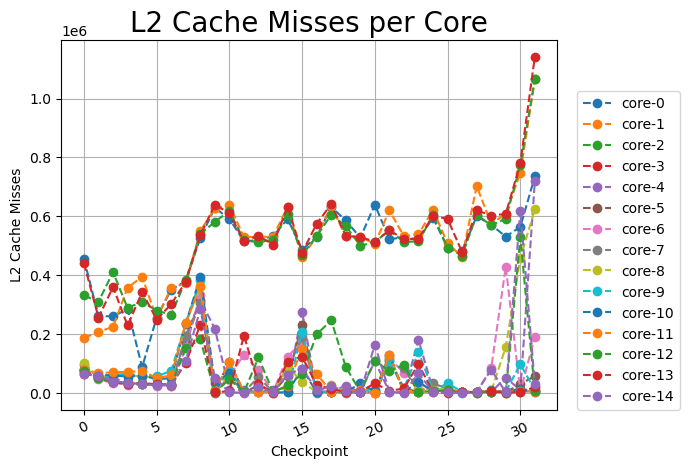 L2 Cache Misses per Core
1e6
1.0
0.8
0.6
0.4
0.2
0.0
L2 Cache Misses
0
5
10
15
20
25
30
Checkpoint
core-0
core-1
core-2
core-3
core-4
core-5
core-6
core-7
core-8
core-9
core-10
core-11
core-12
core-13
core-14